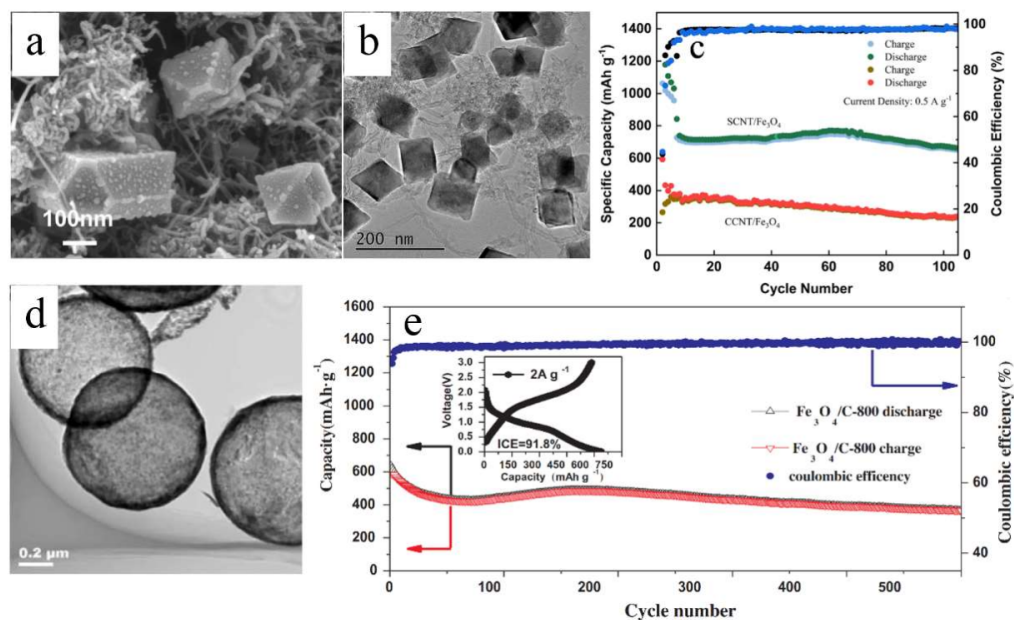 a
100nm
b
200 nm
c
Specific Capacity (mAh g⁻¹)
1400
1200
1000
800
600
400
200
0
Charge
Discharge
Charge
Discharge
Current Density: 0.5 A g⁻¹
SCNT/Fe₃O₄
CCNT/Fe₃O₄
100
80
60
40
20
0
Coulombic Efficiency (%)
0 20 40 60 80 100
Cycle Number
d
0.2 μm
e
Capacity(mAh·g⁻¹)
1600
1400
1200
1000
800
600
400
200
0
Voltage(V)
3.0
2.5
2.0
1.5
1.0
0.5
2A g⁻¹
ICE=91.8%
0 150 300 450 600 750
Capacity (mAh g⁻¹)
Fe₃O₄/C-800 discharge
Fe₃O₄/C-800 charge
coulombic efficency
100
80
60
40
Coulombic effciency(%)
0 100 200 300 400 500
Cycle number